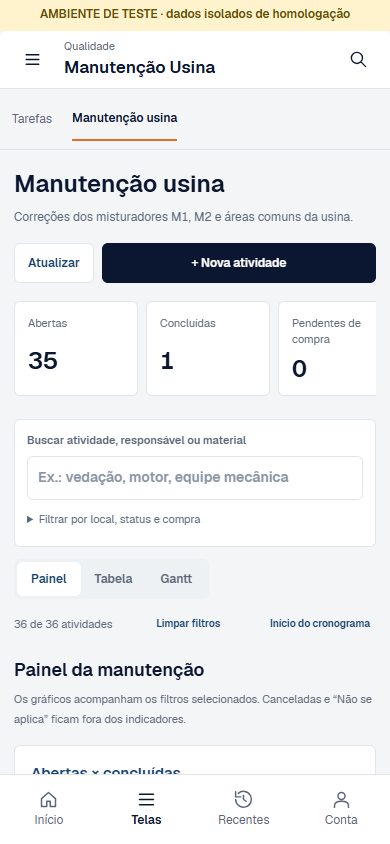 AMBIENTE DE TESTE · dados isolados de homologação
Qualidade
Manutenção Usina
Tarefas
Manutenção usina
Manutenção usina
Correções dos misturadores M1, M2 e áreas comuns da usina.
Atualizar
+ Nova atividade
Abertas
35
Concluídas
1
Pendentes de
compra
0
Buscar atividade, responsável ou material
Ex.: vedação, motor, equipe mecânica
Filtrar por local, status e compra
Painel
Tabela
Gantt
36 de 36 atividades
Limpar filtros
Início do cronograma
Painel da manutenção
Os gráficos acompanham os filtros selecionados. Canceladas e “Não se
aplica” ficam fora dos indicadores.
Abertas × concluídas
Início
Telas
Recentes
Conta